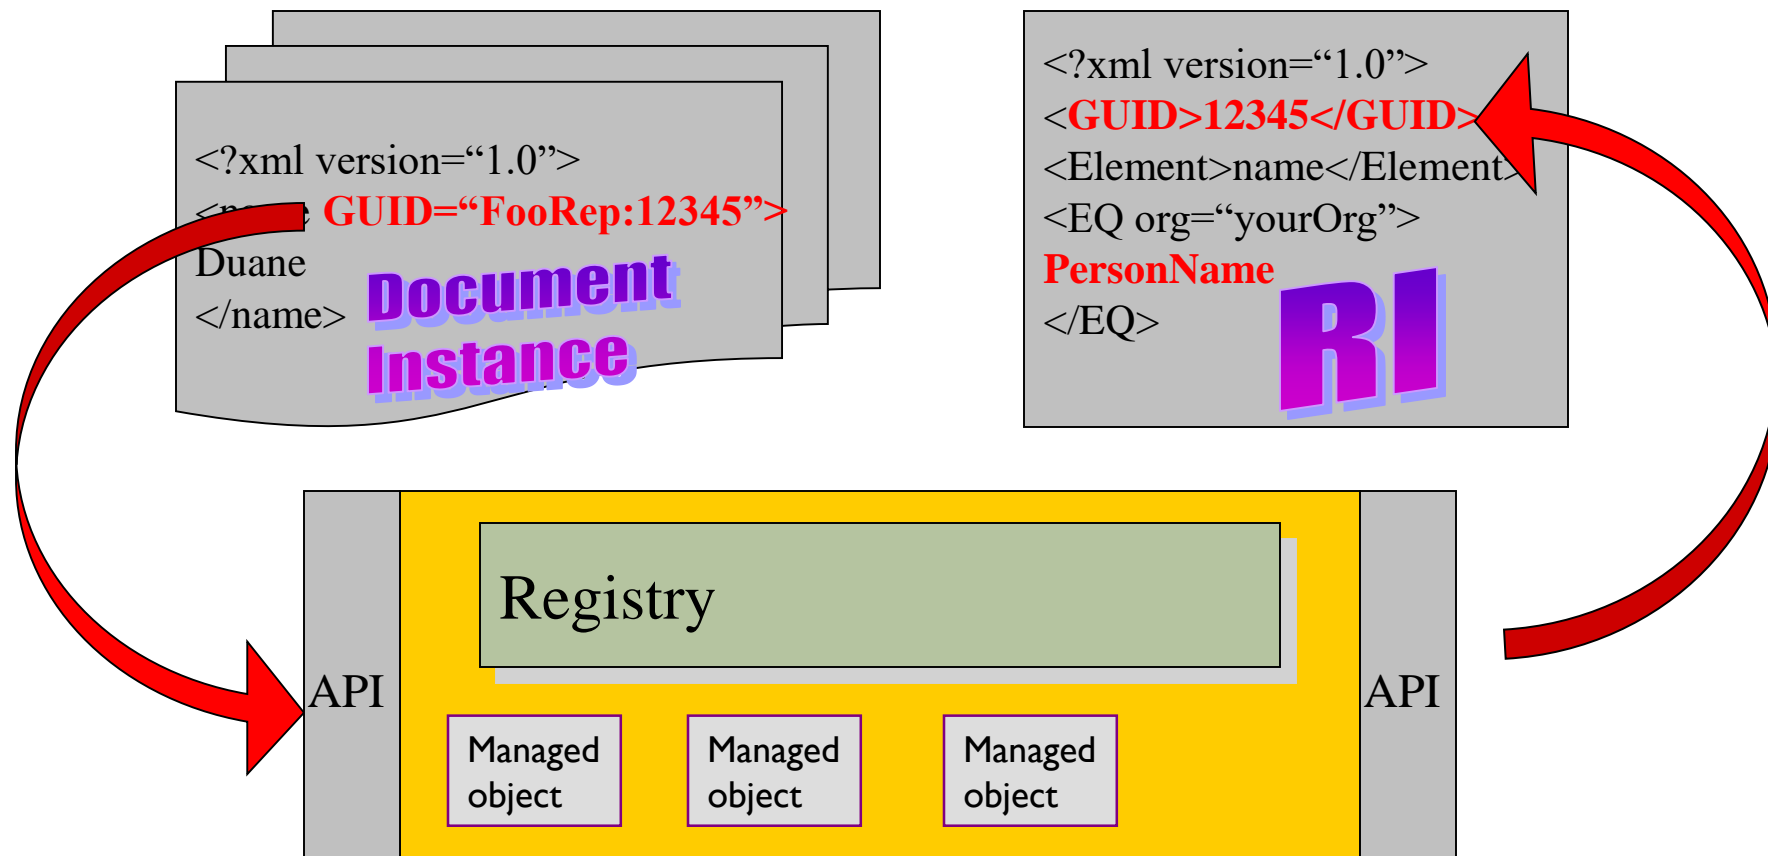 <?xml version=“1.0”>
<name GUID=“FooRep:12345”>
Duane
</name>
Document
Instance
<?xml version=“1.0”>
<GUID>12345</GUID>
<Element>name</Element>
<EQ org=“yourOrg”>
PersonName
</EQ>
RI
Registry
API
API
Managed
object
Managed
object
Managed
object